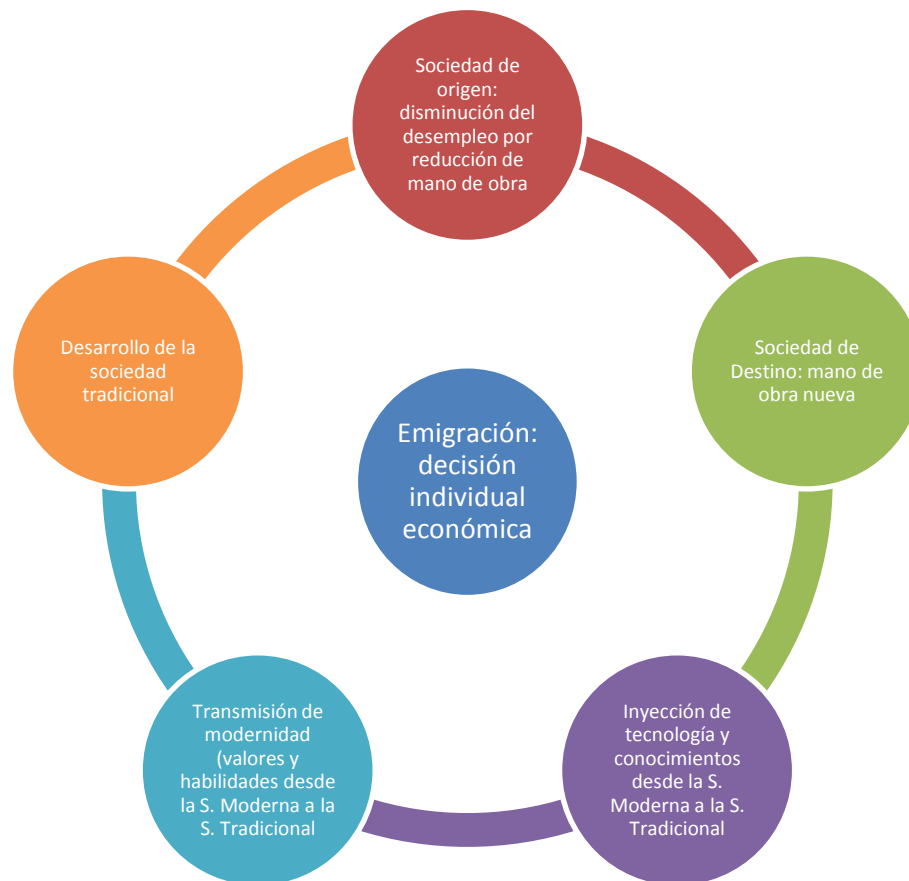 Sociedad de
origen:
disminución del
desempleo por
reducción de
mano de obra
Sociedad de
Destino: mano de
obra nueva
Inyección de
tecnología y
conocimientos
desde la S.
Moderna a la S.
Tradicional
Transmisión de
modernidad
(valores y
habilidades desde
la S. Moderna a la
S. Tradicional
Desarrollo de la
sociedad
tradicional
Emigración:
decisión
individual
económica